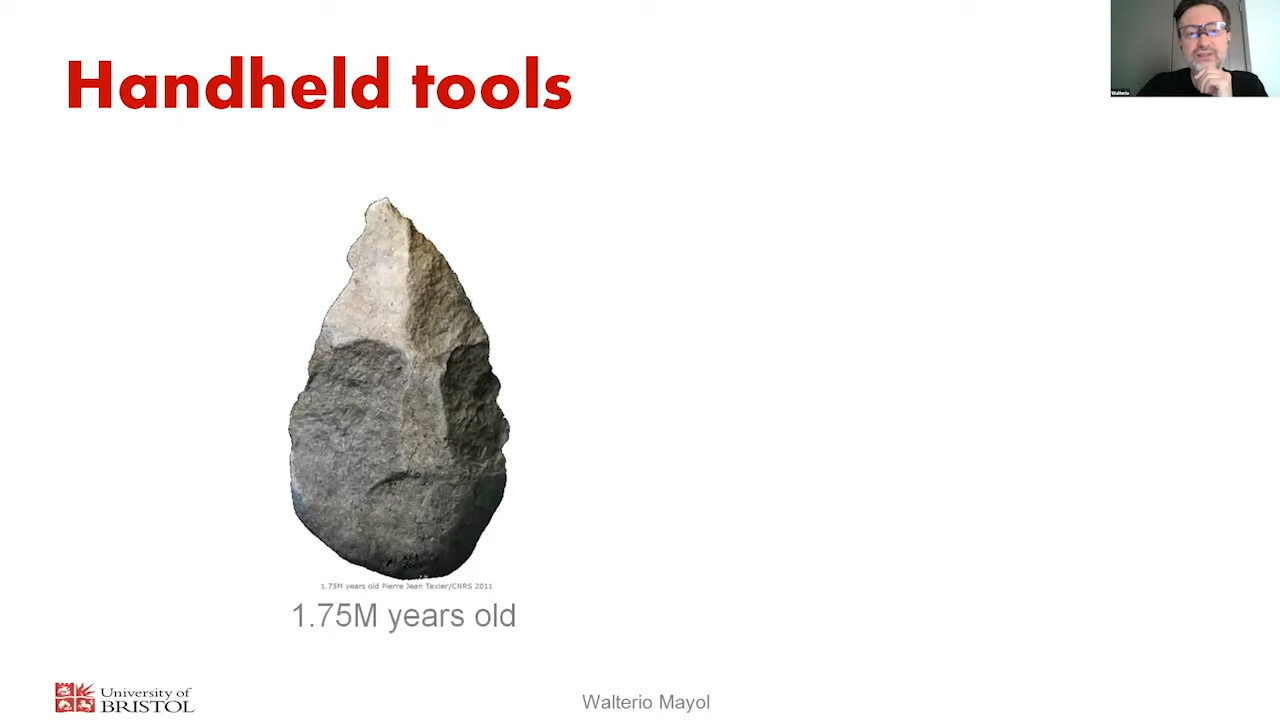 Handheld tools
Walterio
1.75M years old Pierre Jean Texier/CNRS 2011
1.75M years old
University of
BRISTOL
Walterio Mayol